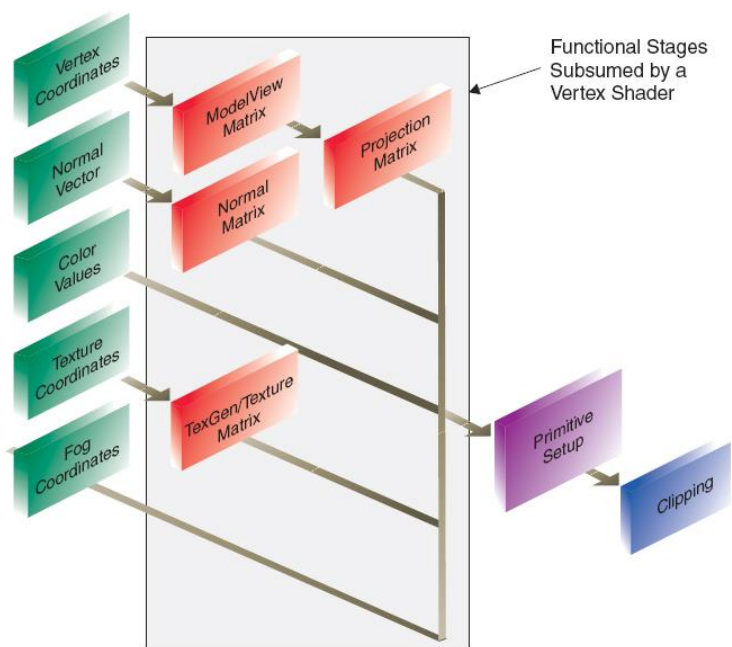 Vertex
Coordinates
ModelView
Matrix
Projection
Matrix
Functional Stages
Subsumed by a
Vertex Shader
Normal
Vector
Normal
Matrix
Color
Values
Texture
Coordinates
TexGen/Texture
Matrix
Fog
Coordinates
Primitive
Setup
Clipping